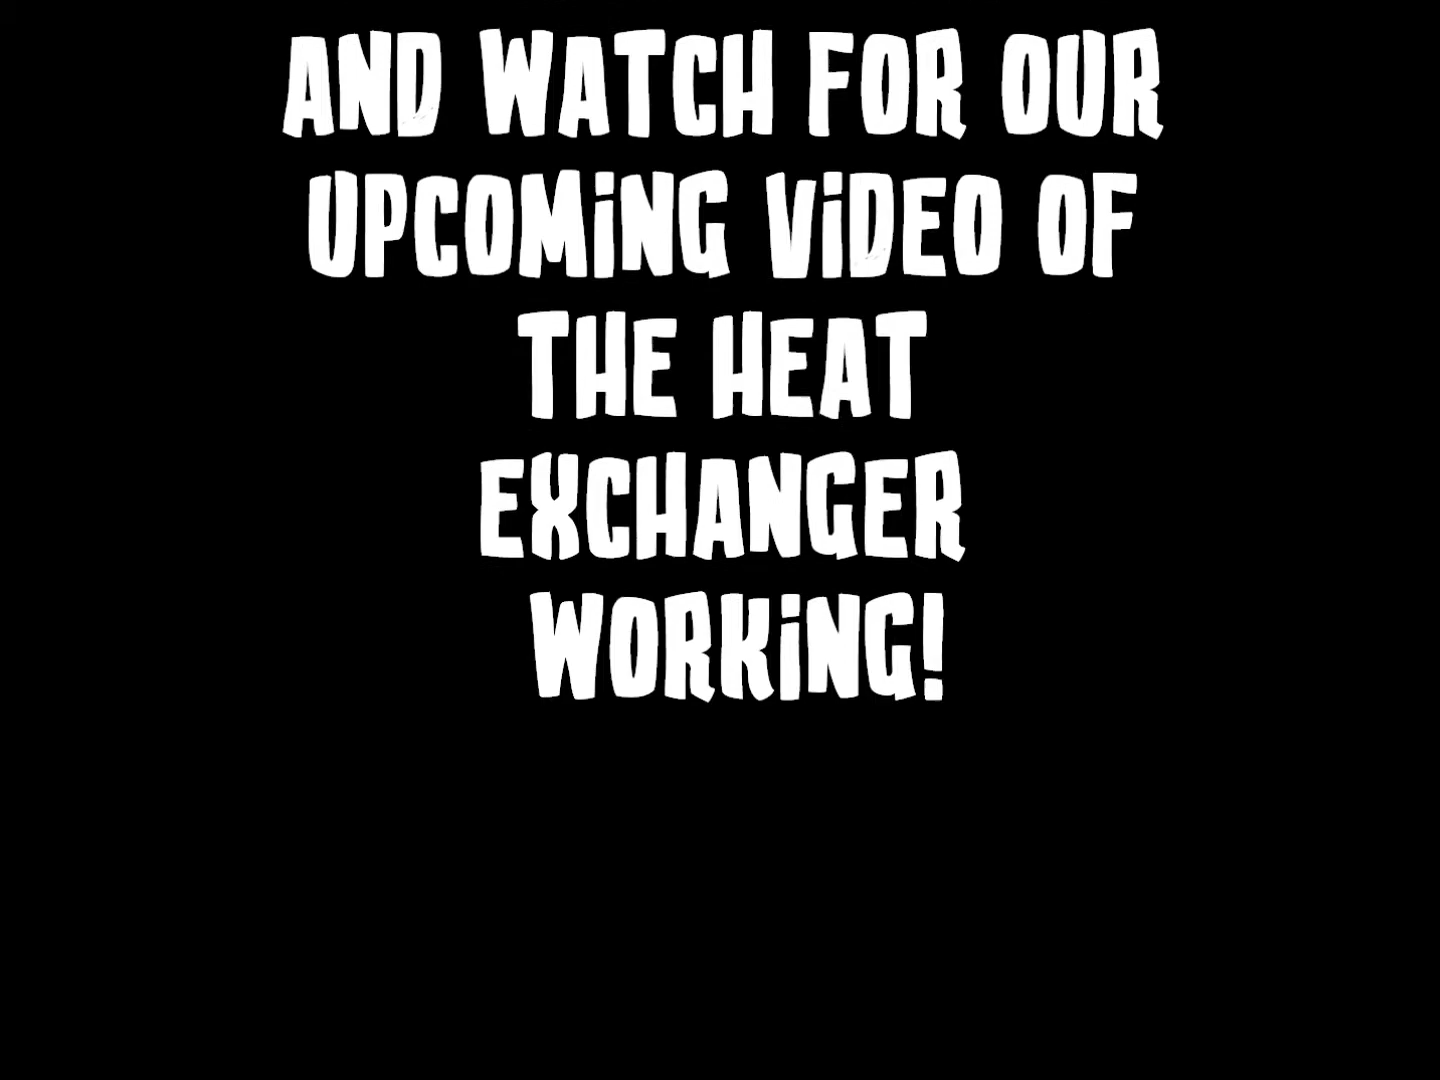 AND WATCH FOR OUR
UPCOMiNG ViDEO OF
THE HEAT
EXCHANGER
WORKiNG!